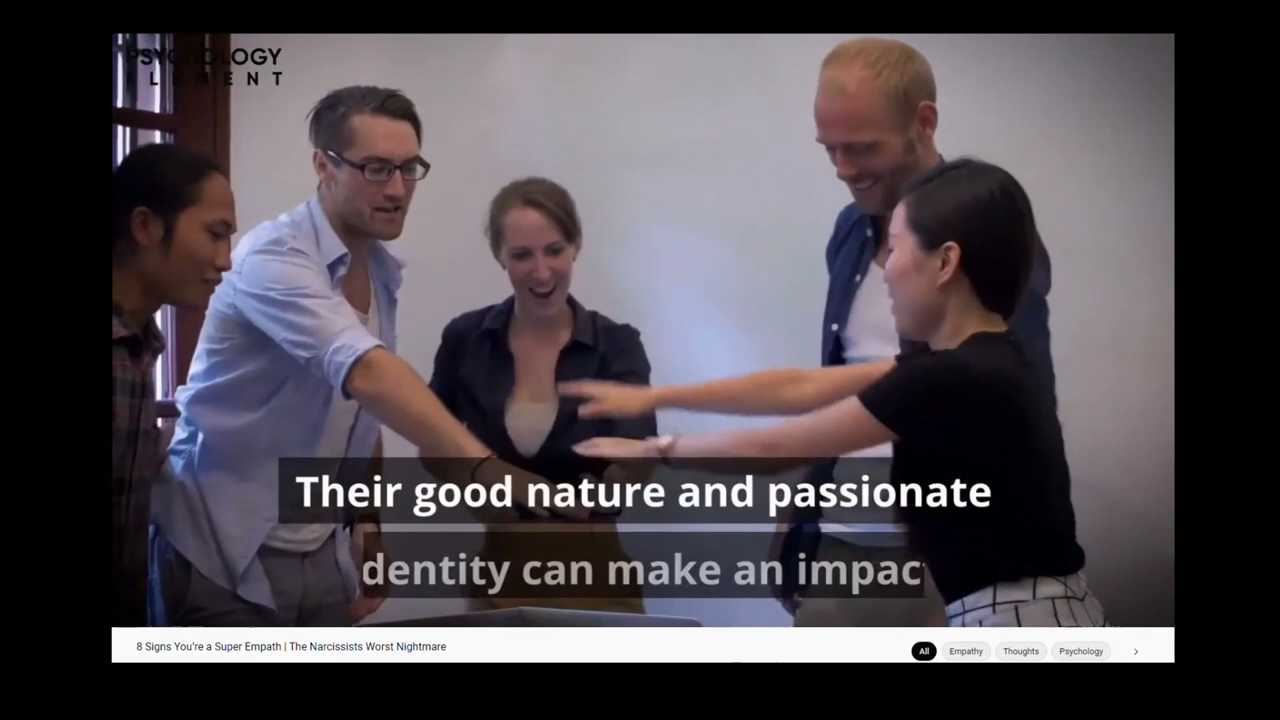 PSYCHOLOGY
ELEMENT
Their good nature and passionate
dentity can make an impac
8 Signs You're a Super Empath | The Narcissists Worst Nightmare
All Empathy Thoughts Psychology